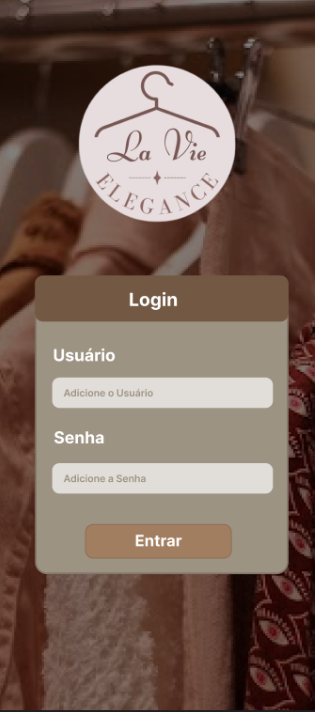 La Vie
ELEGANCE
Login
Usuário
Adicione o Usuário
Senha
Adicione a Senha
Entrar